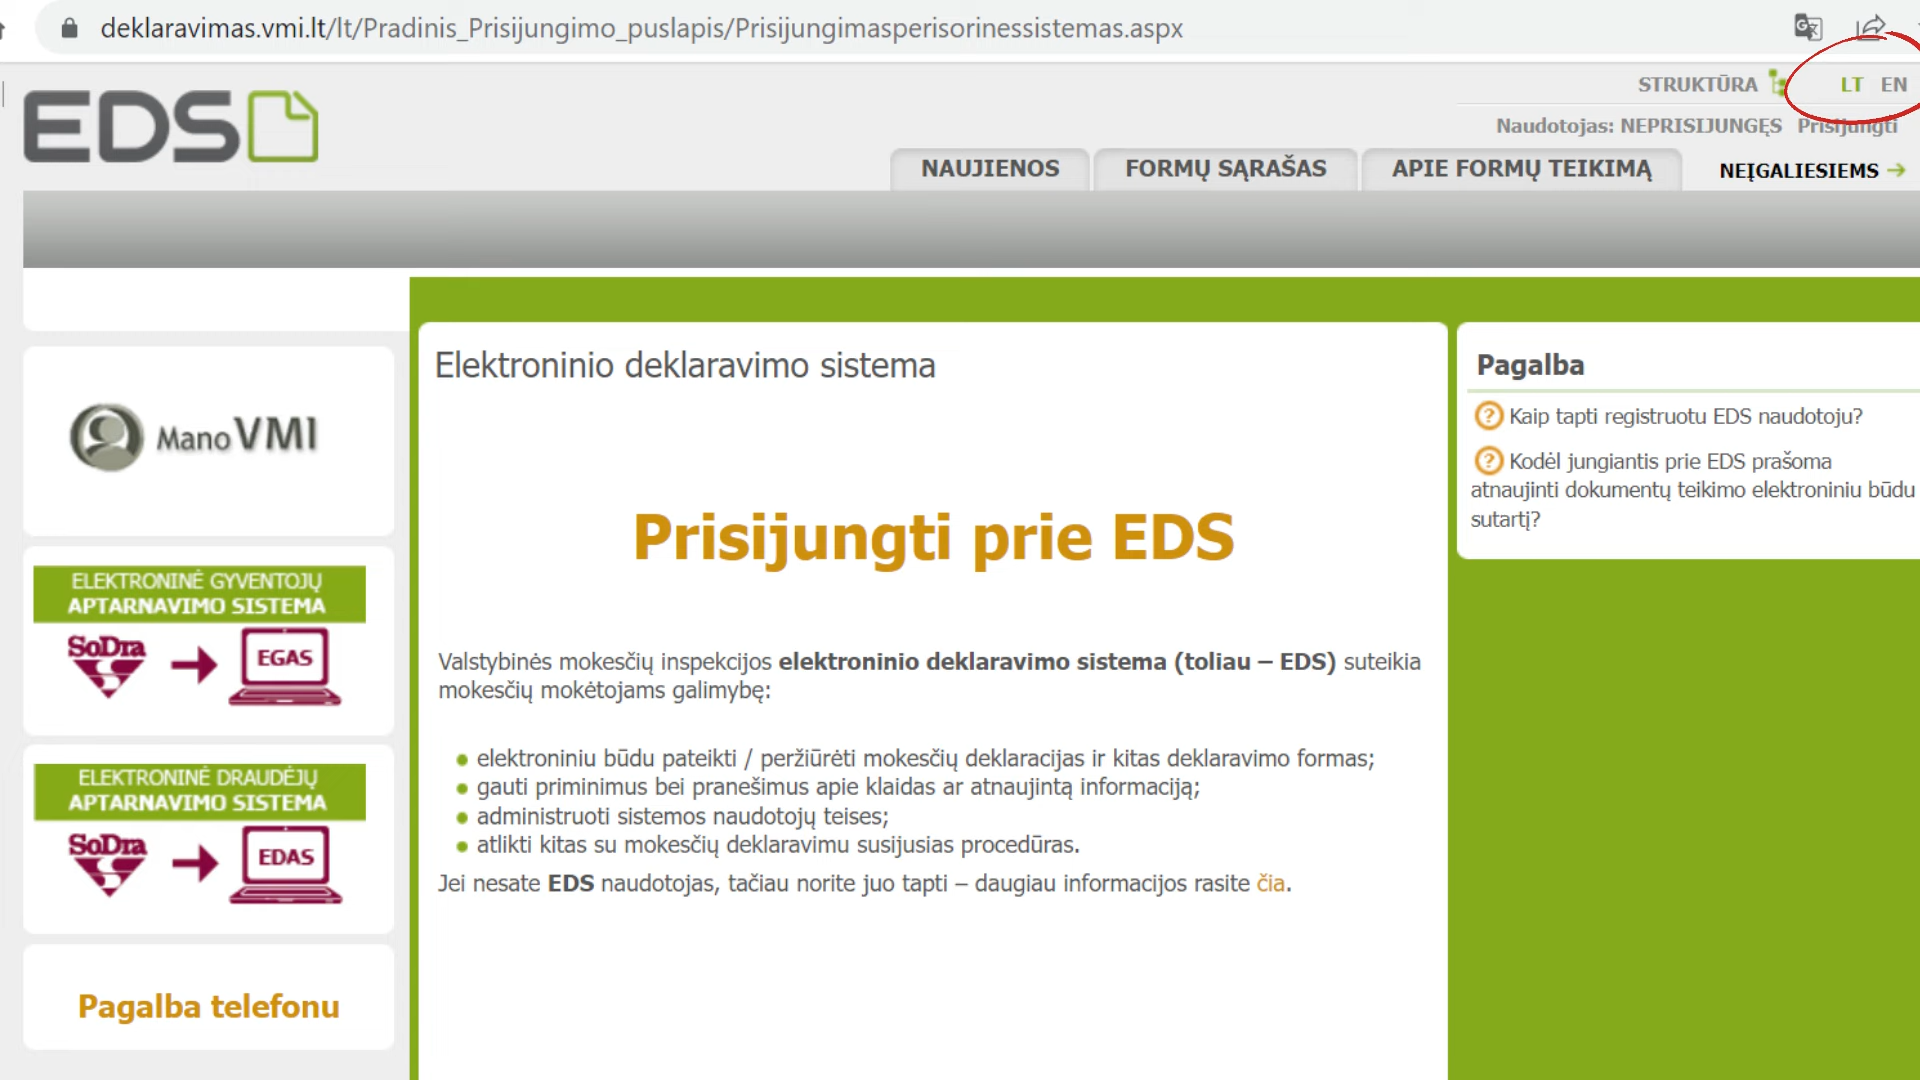 deklaravimas.vmi.lt/lt/Pradinis_Prisijungimo_puslapis/Prisijungimasperisorinessistemas.aspx
STRUKTŪRA LT EN
EDS
Naudotojas: NEPRISIJUNGĘS Prisijungti
NAUJIENOS FORMŲ SĄRAŠAS APIE FORMŲ TEIKIMĄ NEĮGALIESIEMS
Mano VMI
ELEKTRONINĖ GYVENTOJŲ
APTARNAVIMO SISTEMA
SoDra EGAS
ELEKTRONINĖ DRAUDĖJŲ
APTARNAVIMO SISTEMA
SoDra EDAS
Pagalba telefonu
Elektroninio deklaravimo sistema
Prisijungti prie EDS
Valstybinės mokesčių inspekcijos elektroninio deklaravimo sistema (toliau – EDS) suteikia
mokesčių mokėtojams galimybę:
elektroniniu būdu pateikti / peržiūrėti mokesčių deklaracijas ir kitas deklaravimo formas;
gauti priminimus bei pranešimus apie klaidas ar atnaujintą informaciją;
administruoti sistemos naudotojų teises;
atlikti kitas su mokesčių deklaravimu susijusias procedūras.
Jei nesate EDS naudotojas, tačiau norite juo tapti – daugiau informacijos rasite čia.
Pagalba
Kaip tapti registruotu EDS naudotoju?
Kodėl jungiantis prie EDS prašoma
atnaujinti dokumentų teikimo elektroniniu būdu
sutartį?